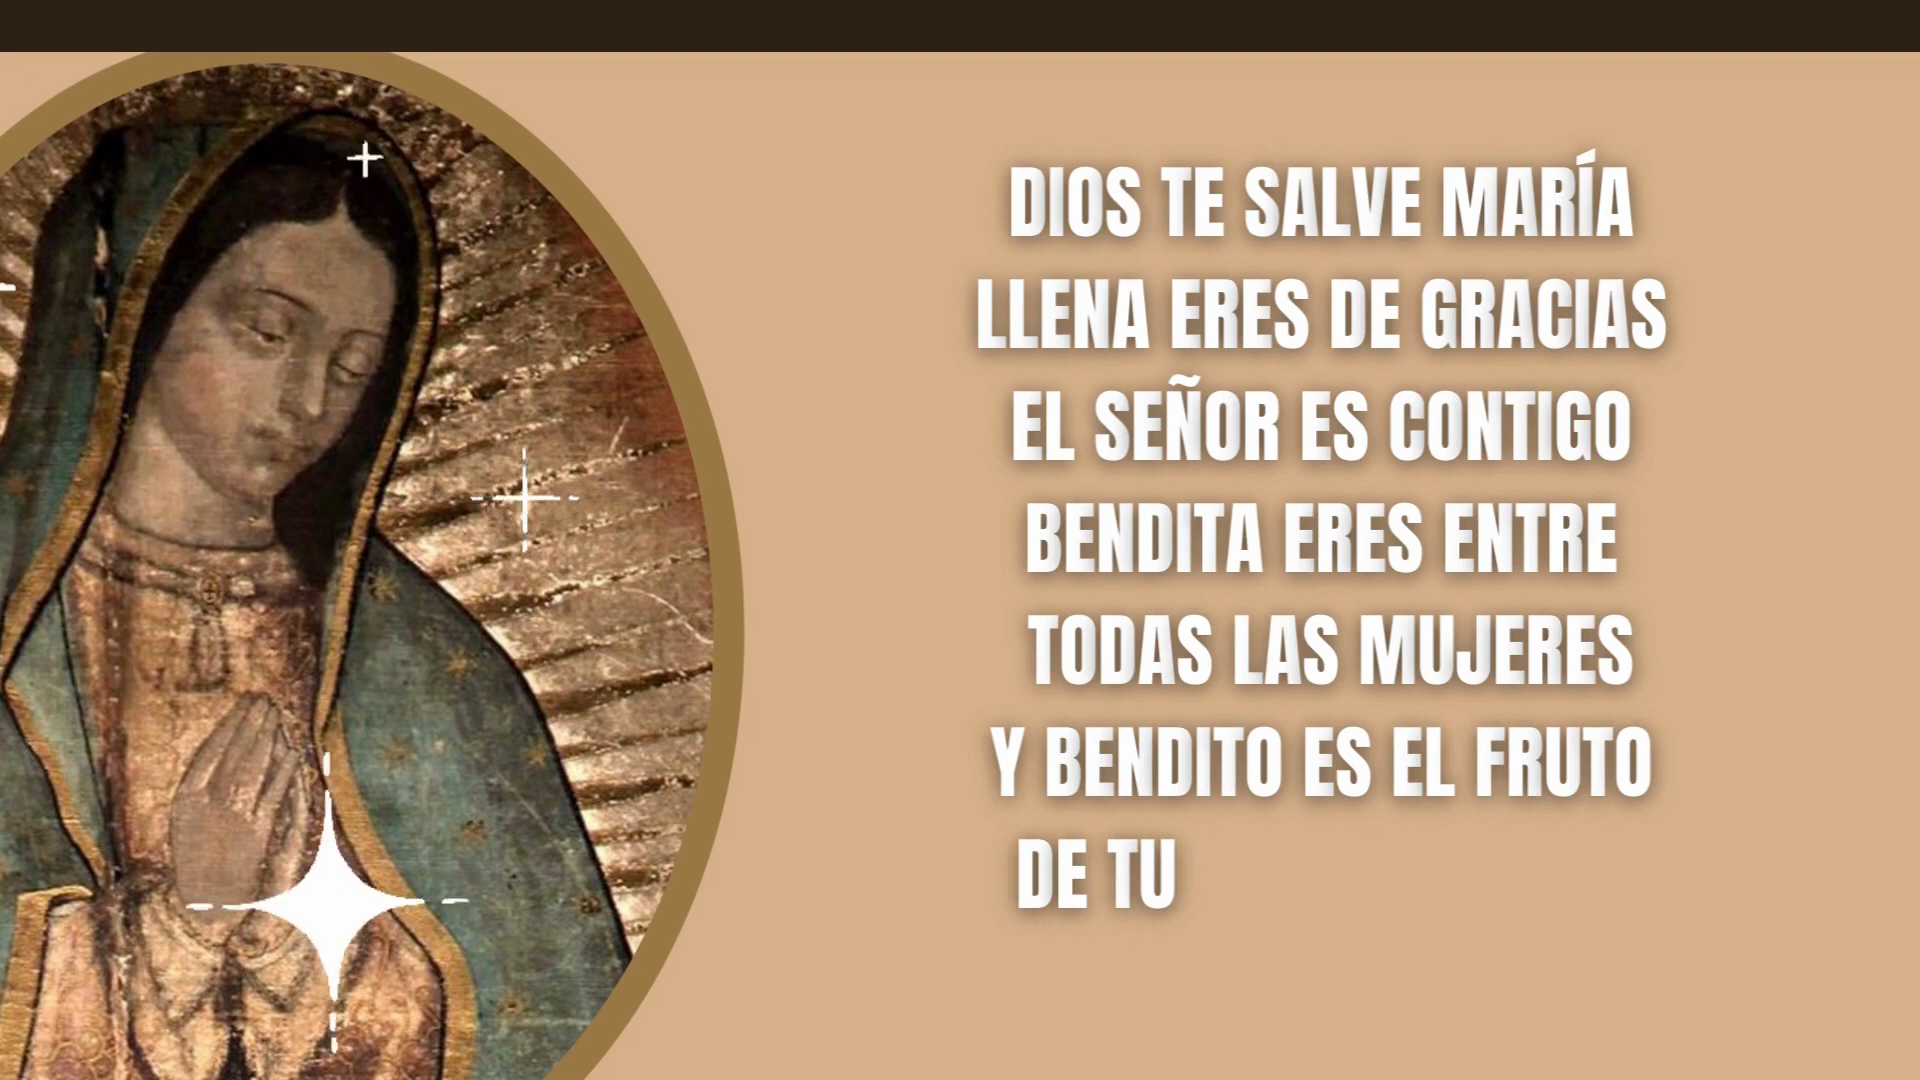 DIOS TE SALVE MARÍA
LLENA ERES DE GRACIAS
EL SEÑOR ES CONTIGO
BENDITA ERES ENTRE
TODAS LAS MUJERES
Y BENDITO ES EL FRUTO
DE TU